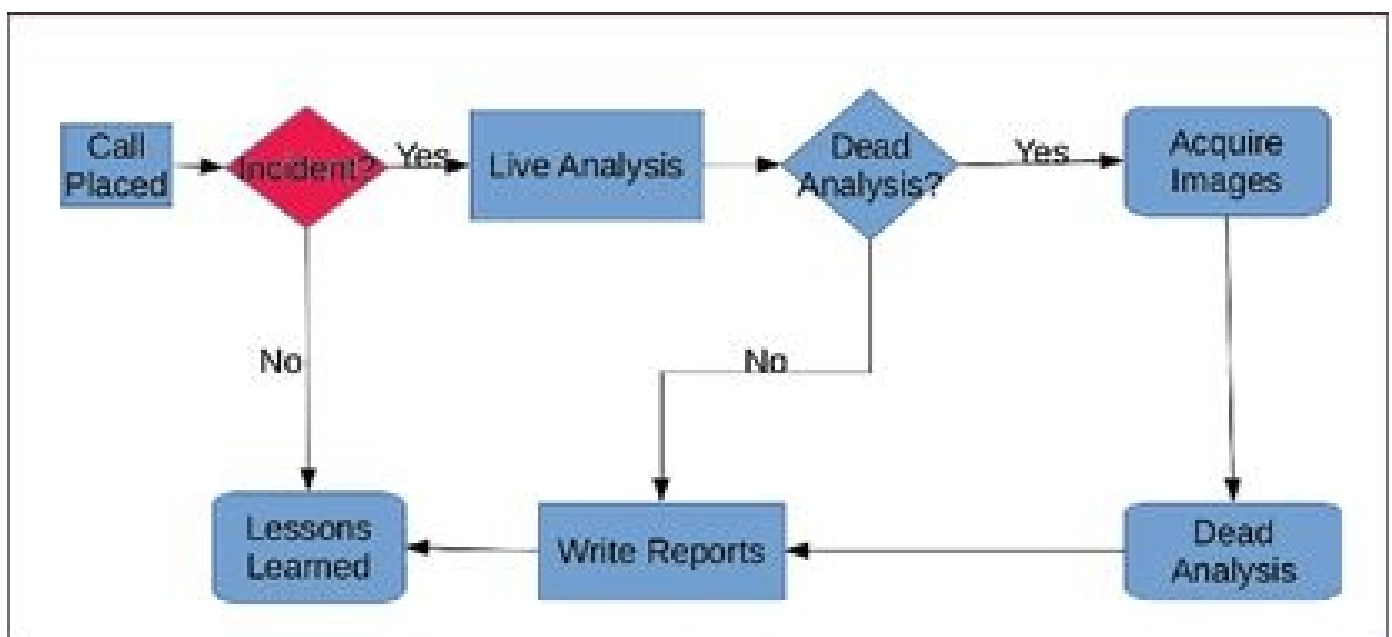 Call
Placed
Incident?
Yes
Live Analysis
Dead
Analysis?
Yes
Acquire
Images
No
No
Lessons
Learned
Write Reports
Dead
Analysis